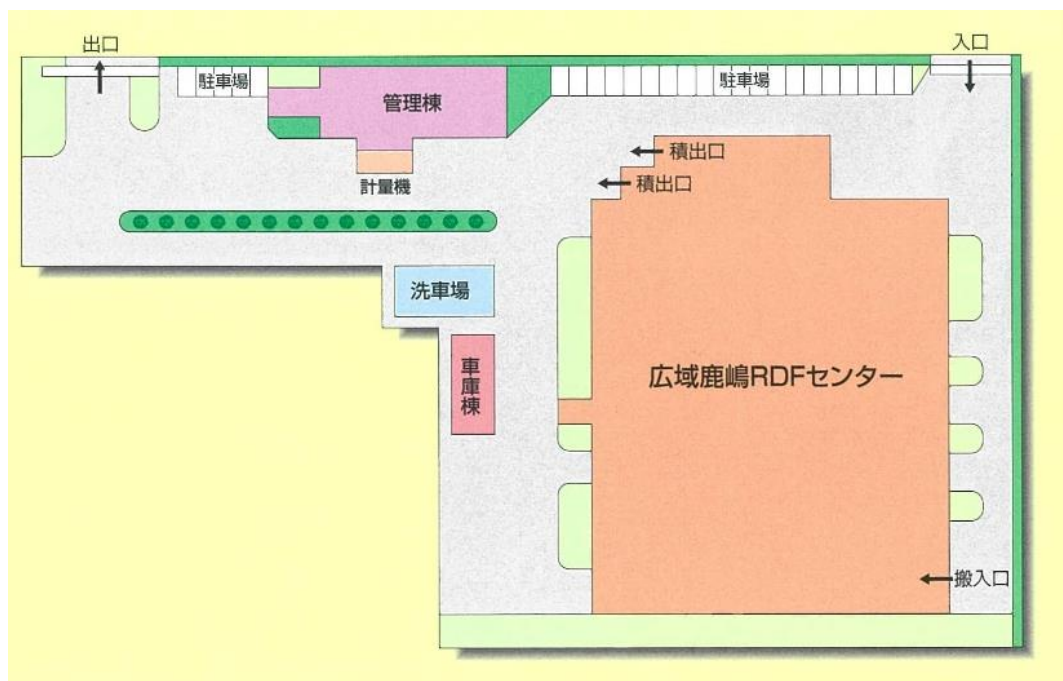 出口
入口
駐車場
駐車場
管理棟
計量機
積出口
積出口
洗車場
車庫棟
広域鹿嶋RDFセンター
搬入口